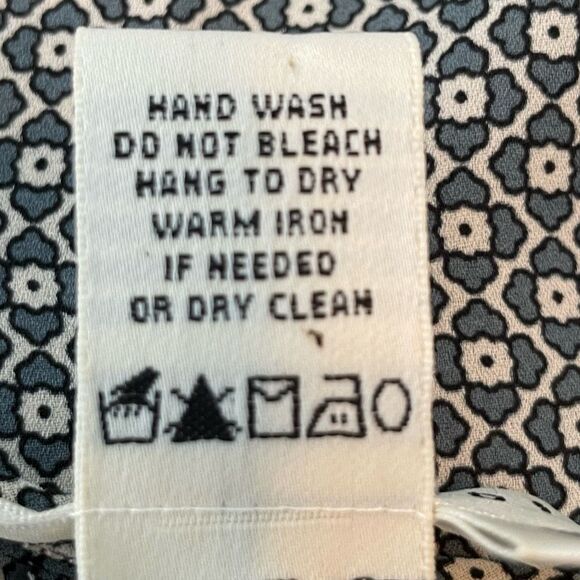 HAND WASH
DO NOT BLEACH
HANG TO DRY
WARM IRON
IF NEEDED
OR DRY CLEAN